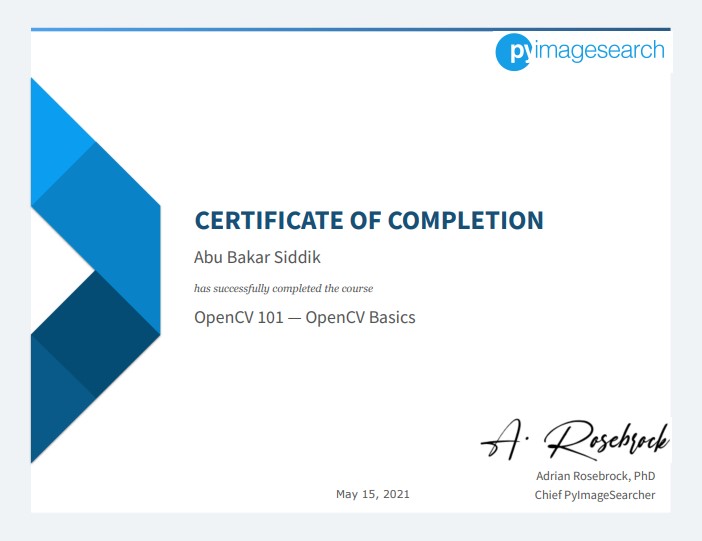 pyimagesearch
CERTIFICATE OF COMPLETION
Abu Bakar Siddik
has successfully completed the course
OpenCV 101 — OpenCV Basics
A. Rosebrock
Adrian Rosebrock, PhD
May 15, 2021
Chief PyImageSearcher